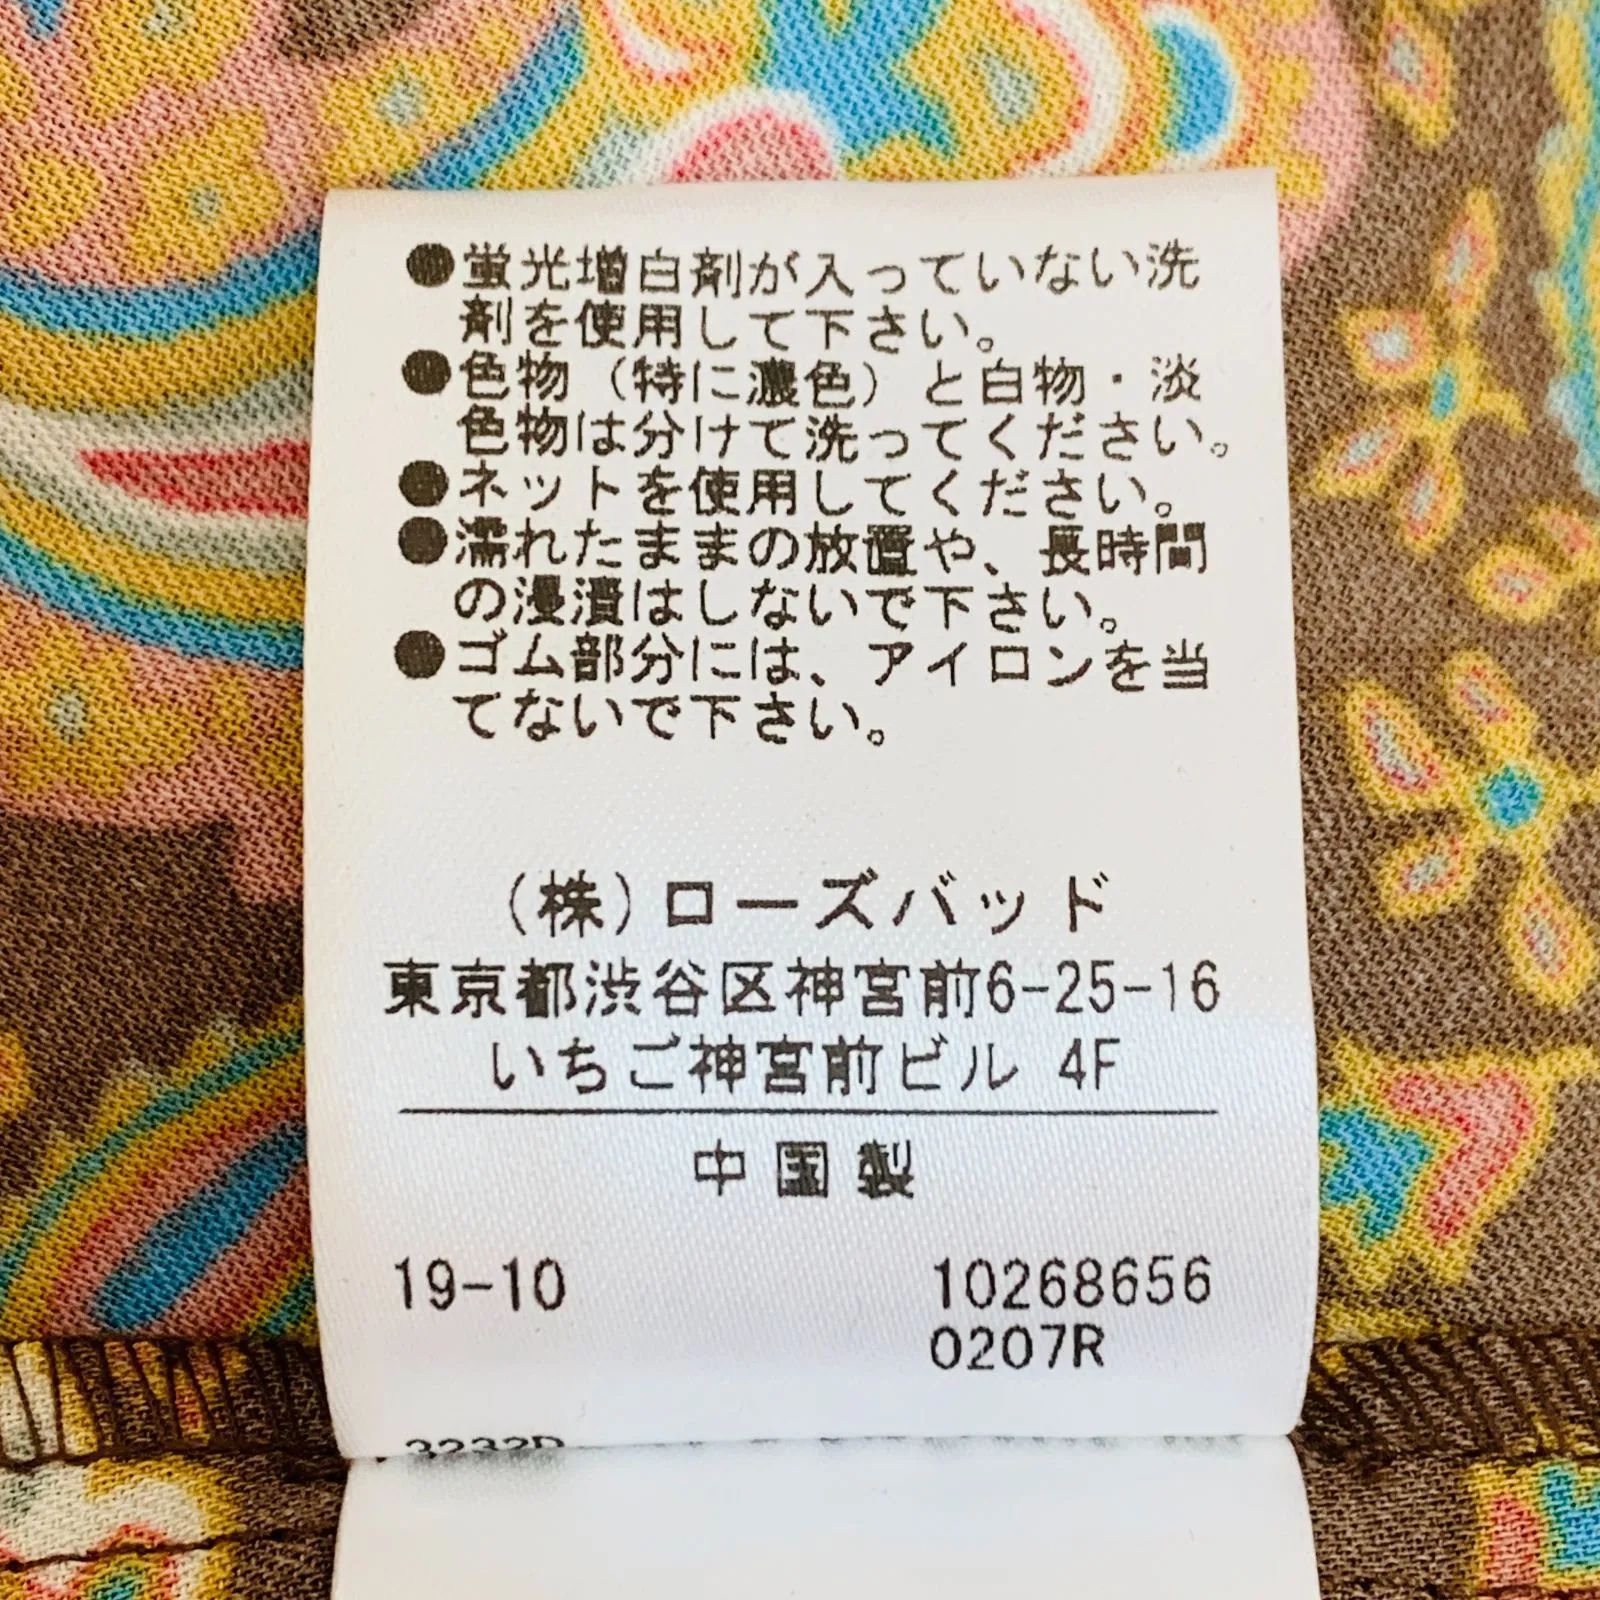 ●蛍光増白剤が入っていない洗
剤を使用して下さい。
●色物（特に濃色）と白物・淡
色物は分けて洗ってください。
●ネットを使用してください。
●濡れたままの放置や、長時間
の浸漬はしないで下さい。
●ゴム部分には、アイロンを当
てないで下さい。
（株）ローズバッド
東京都渋谷区神宮前6-25-16
いちご神宮前ビル 4F
中国製
19-10 10268656
0207R